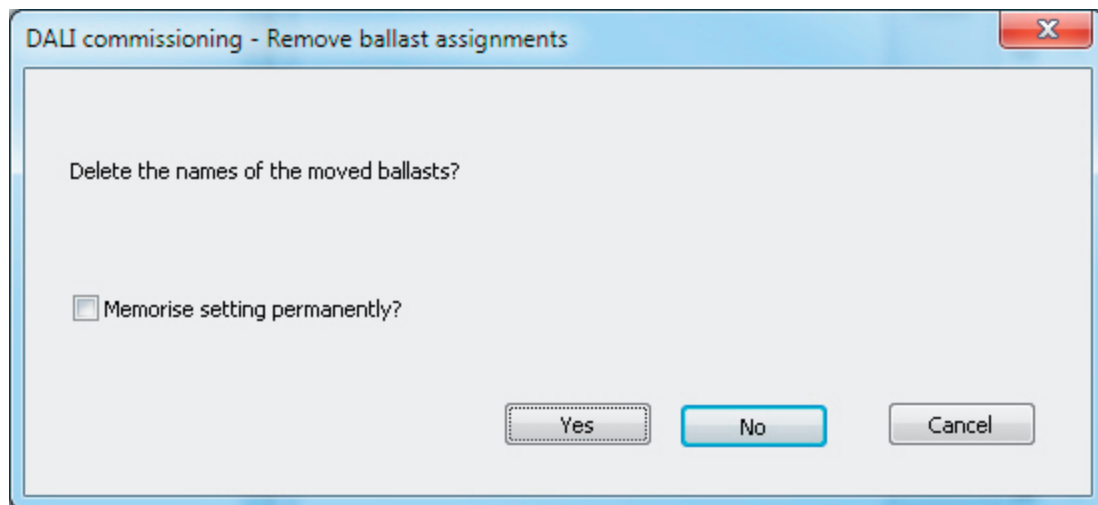 DALI commissioning - Remove ballast assignments
Delete the names of the moved ballasts?
Memorise setting permanently?
Yes No Cancel